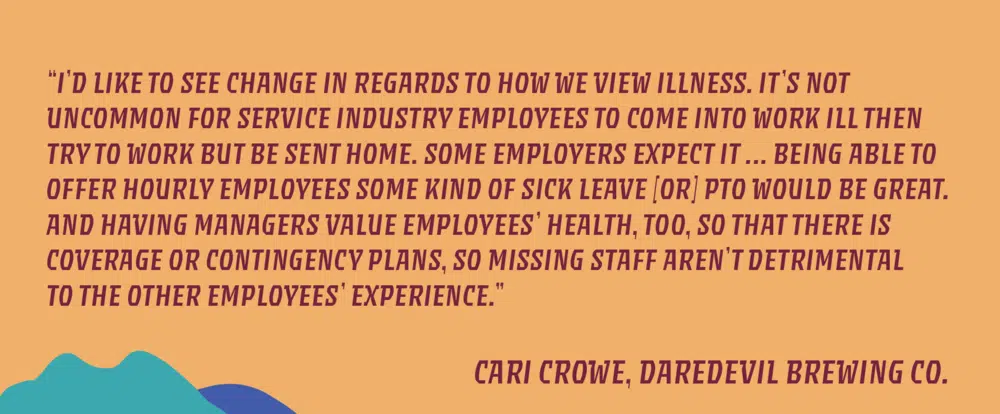 “I’D LIKE TO SEE CHANGE IN REGARDS TO HOW WE VIEW ILLNESS. IT’S NOT
UNCOMMON FOR SERVICE INDUSTRY EMPLOYEES TO COME INTO WORK ILL THEN
TRY TO WORK BUT BE SENT HOME. SOME EMPLOYERS EXPECT IT ... BEING ABLE TO
OFFER HOURLY EMPLOYEES SOME KIND OF SICK LEAVE [OR] PTO WOULD BE GREAT.
AND HAVING MANAGERS VALUE EMPLOYEES’ HEALTH, TOO, SO THAT THERE IS
COVERAGE OR CONTINGENCY PLANS, SO MISSING STAFF AREN’T DETRIMENTAL
TO THE OTHER EMPLOYEES’ EXPERIENCE.”
CARI CROWE, DAREDEVIL BREWING CO.